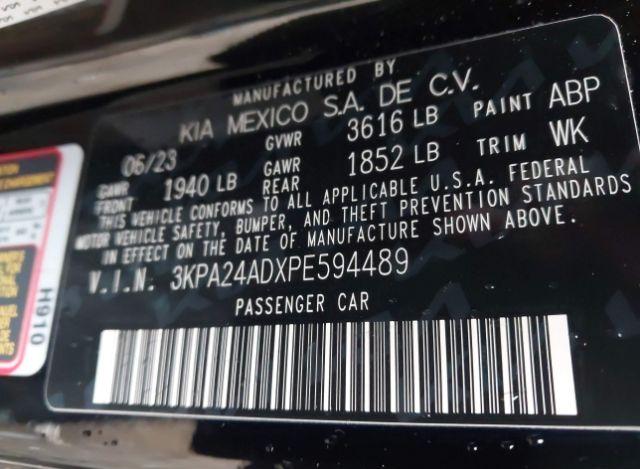 MANUFACTURED BY
KIA MEXICO S.A. DE C.V.
06/23 GVWR 3616 LB PAINT ABP
GAWR FRONT 1940 LB GAWR REAR 1852 LB TRIM WK
THIS VEHICLE CONFORMS TO ALL APPLICABLE U.S.A. FEDERAL
MOTOR VEHICLE SAFETY, BUMPER, AND THEFT PREVENTION STANDARDS
IN EFFECT ON THE DATE OF MANUFACTURE SHOWN ABOVE.
V.I.N. 3KPA24ADXPE594489
PASSENGER CAR
H910